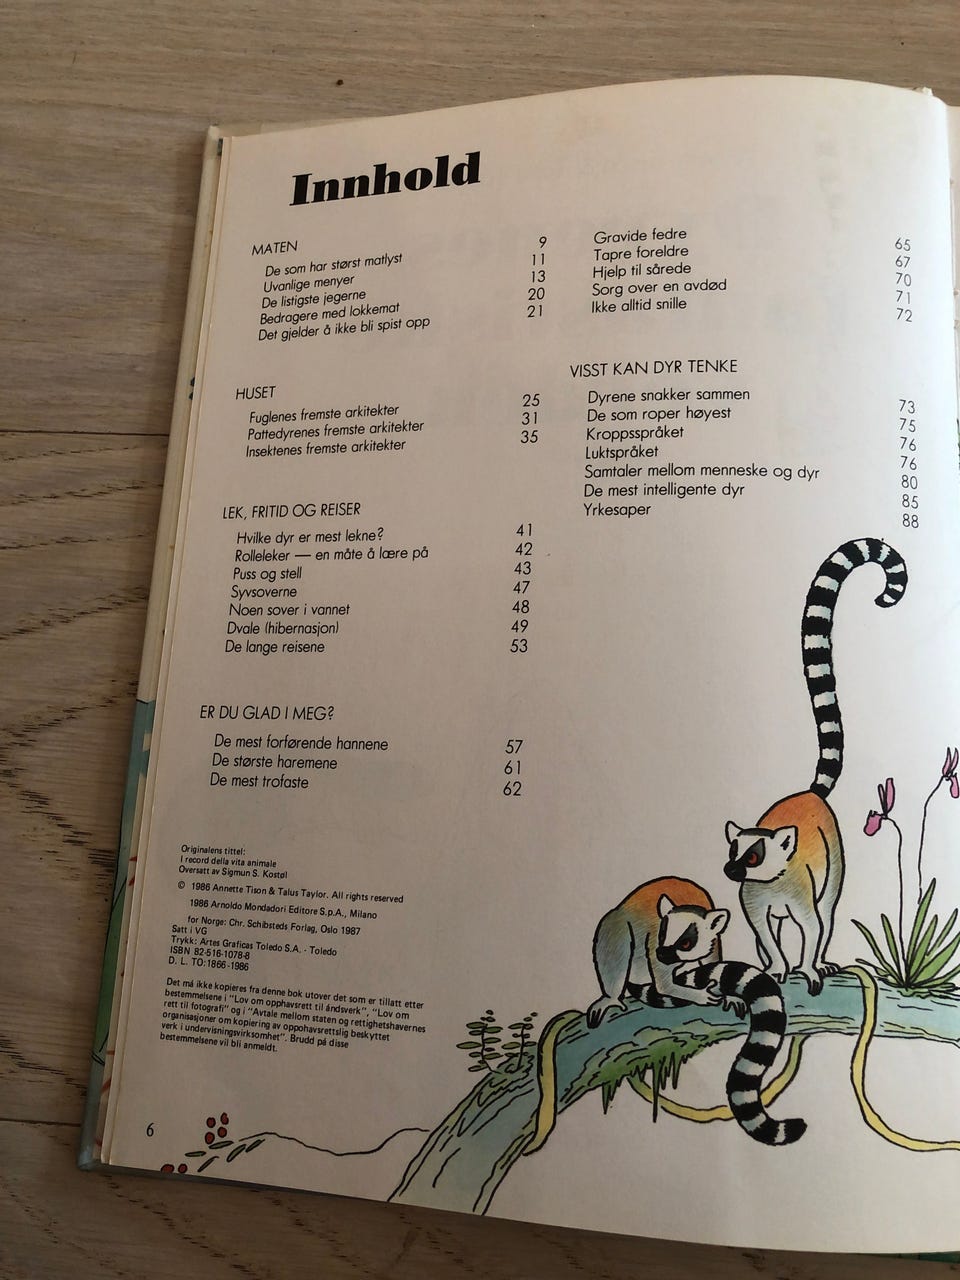 Innhold
MATEN
De som har størst matlyst 9
Uvanlige menyer 11
De listigste jegerne 13
Bedragere med lokkemat 20
Det gjelder å ikke bli spist opp 21
HUSET
Fuglenes fremste arkitekter 25
Pattedyrenes fremste arkitekter 31
Insektenes fremste arkitekter 35
LEK, FRITID OG REISER
Hvilke dyr er mest lekne? 41
Rolleleker — en måte å lære på 42
Puss og stell 43
Syvsoverne 47
Noen sover i vannet 48
Dvale (hibernasjon) 49
De lange reisene 53
ER DU GLAD I MEG?
De mest forførende hannene 57
De største haremene 61
De mest trofaste 62
Gravide fedre 65
Tapre foreldre 67
Hjelp til sårede 70
Sorg over en avdød 71
Ikke alltid snille 72
VISST KAN DYR TENKE
Dyrene snakker sammen 73
De som roper høyest 75
Kroppsspråket 76
Luktspråket 76
Samtaler mellom menneske og dyr 80
De mest intelligente dyr 85
Yrkesaper 88
Originalens tittel:
I record della vita animale
Oversatt av Sigmun S. Kostøl
© 1986 Annette Tison & Talus Taylor. All rights reserved
1986 Arnoldo Mondadori Editore S.p.A., Milano
for Norge: Chr. Schibsteds Forlag, Oslo 1987
Satt i VG
Trykk: Artes Graficas Toledo S.A. - Toledo
ISBN 82-516-1078-8
D. L. TO:1866-1986
Det må ikke kopieres fra denne bok utover det som er tillatt etter
bestemmelsene i "Lov om opphavsrett til åndsverk", "Lov om
rett til fotografi" og i "Avtale mellom staten og rettighetshavernes
organisasjoner om kopiering av oppohavsrettslig beskyttet
verk i undervisningsvirksomhet". Brudd på disse
bestemmelsene vil bli anmeldt.
6